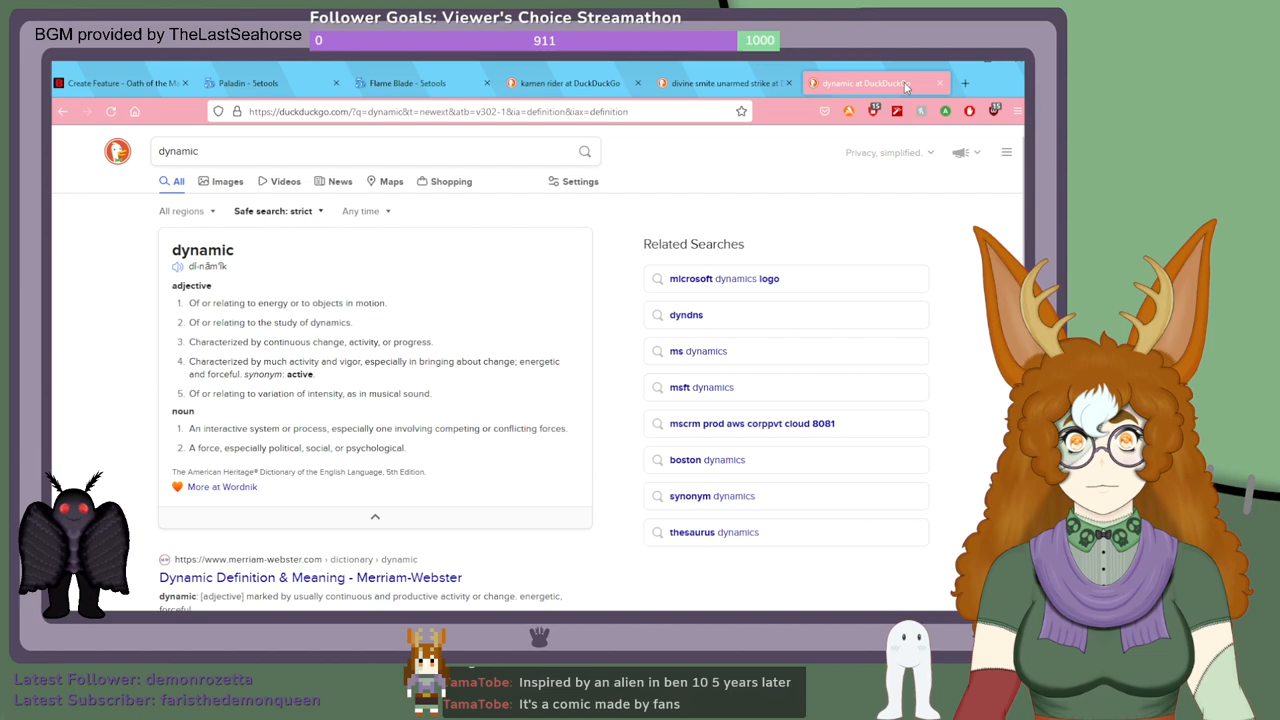 Follower Goals: Viewer's Choice Streamathon
BGM provided by TheLastSeahorse
0 911 1000
Create Feature - Oath of the Ma
Paladin - 5etools
Flame Blade - 5etools
kamen rider at DuckDuckGo
divine smite unarmed strike at D
dynamic at DuckDuckG
https://duckduckgo.com/?q=dynamic&t=newext&atb=v302-1&ia=definition&iax=definition
15
15
dynamic
Privacy, simplified.
All
Images
Videos
News
Maps
Shopping
Settings
All regions
Safe search: strict
Any time
dynamic
dī-năm′ĭk
adjective
1. Of or relating to energy or to objects in motion.
2. Of or relating to the study of dynamics.
3. Characterized by continuous change, activity, or progress.
4. Characterized by much activity and vigor, especially in bringing about change; energetic
and forceful. synonym: active.
5. Of or relating to variation of intensity, as in musical sound.
noun
1. An interactive system or process, especially one involving competing or conflicting forces.
2. A force, especially political, social, or psychological.
The American Heritage® Dictionary of the English Language, 5th Edition.
More at Wordnik
Related Searches
microsoft dynamics logo
dyndns
ms dynamics
msft dynamics
mscrm prod aws corppvt cloud 8081
boston dynamics
synonym dynamics
thesaurus dynamics
https://www.merriam-webster.com › dictionary › dynamic
Dynamic Definition & Meaning - Merriam-Webster
dynamic: [adjective] marked by usually continuous and productive activity or change. energetic,
forceful.
Latest Follower: demonrozetta
Latest Subscriber: faristhedemonqueen
TamaTobe: Inspired by an alien in ben 10 5 years later
TamaTobe: It's a comic made by fans